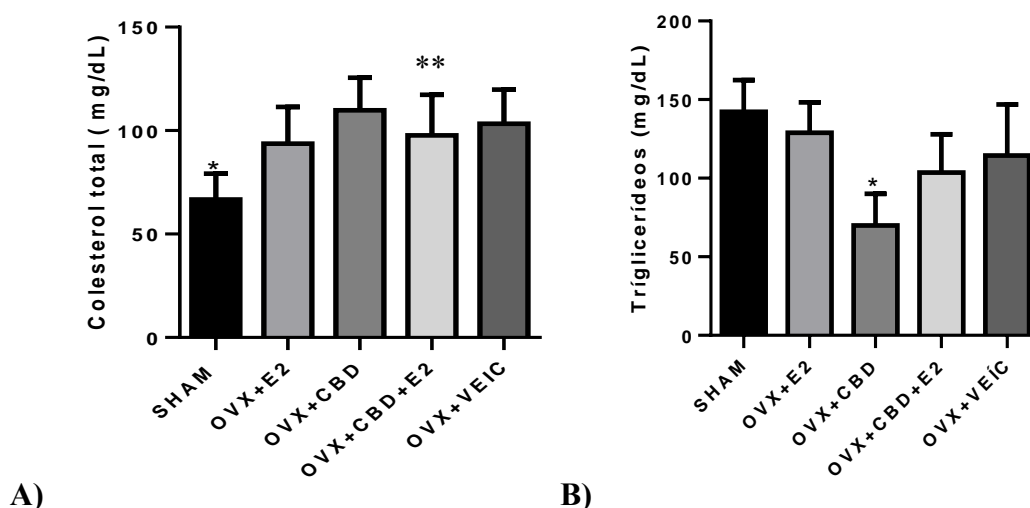 Colesterol total ( mg/dL)
150
100
50
0
*
**
SHAM
OVX+E2
OVX+CBD
OVX+CBD+E2
OVX+VEIC
A)
Tríglicerídeos (mg/dL)
200
150
100
50
0
*
SHAM
OVX+E2
OVX+CBD
OVX+CBD+E2
OVX+VEÍC
B)